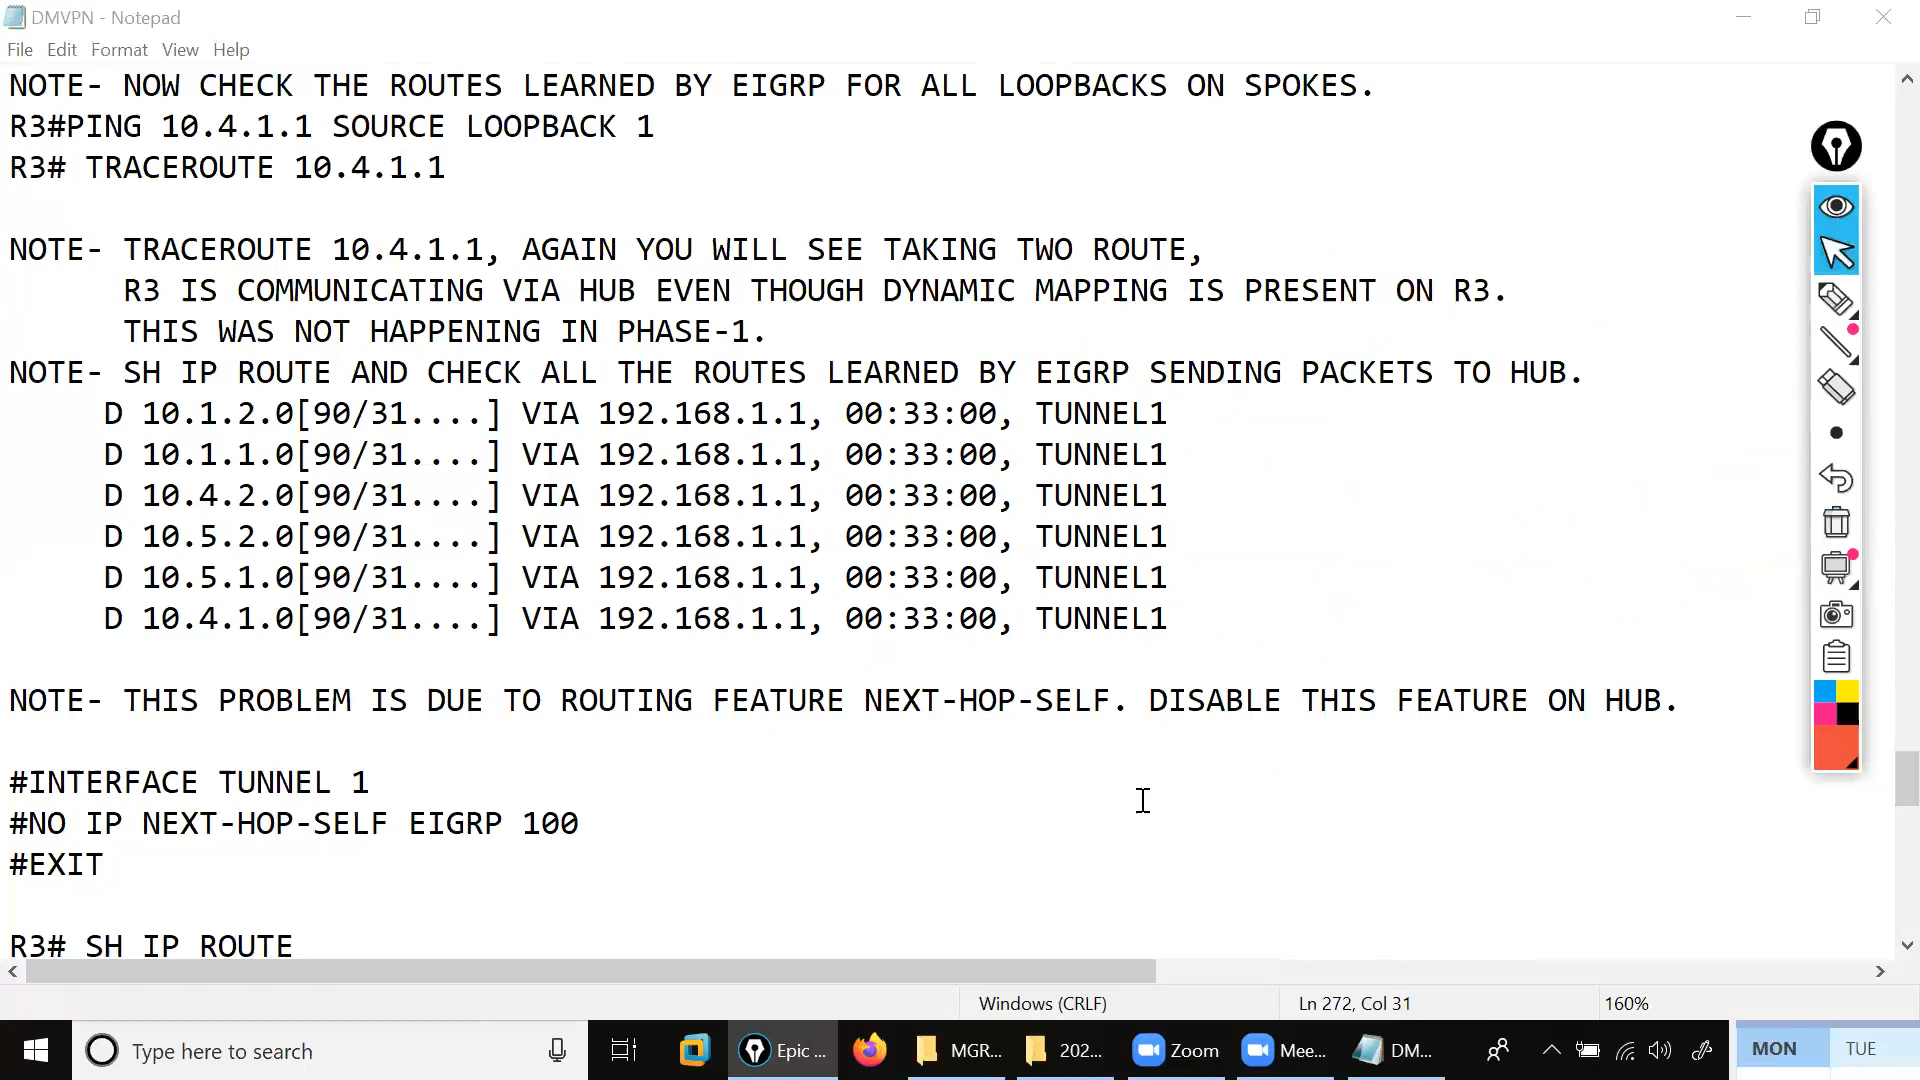 DMVPN - Notepad
File Edit Format View Help
NOTE- NOW CHECK THE ROUTES LEARNED BY EIGRP FOR ALL LOOPBACKS ON SPOKES.
R3#PING 10.4.1.1 SOURCE LOOPBACK 1
R3# TRACEROUTE 10.4.1.1
NOTE- TRACEROUTE 10.4.1.1, AGAIN YOU WILL SEE TAKING TWO ROUTE,
R3 IS COMMUNICATING VIA HUB EVEN THOUGH DYNAMIC MAPPING IS PRESENT ON R3.
THIS WAS NOT HAPPENING IN PHASE-1.
NOTE- SH IP ROUTE AND CHECK ALL THE ROUTES LEARNED BY EIGRP SENDING PACKETS TO HUB.
D 10.1.2.0[90/31....] VIA 192.168.1.1, 00:33:00, TUNNEL1
D 10.1.1.0[90/31....] VIA 192.168.1.1, 00:33:00, TUNNEL1
D 10.4.2.0[90/31....] VIA 192.168.1.1, 00:33:00, TUNNEL1
D 10.5.2.0[90/31....] VIA 192.168.1.1, 00:33:00, TUNNEL1
D 10.5.1.0[90/31....] VIA 192.168.1.1, 00:33:00, TUNNEL1
D 10.4.1.0[90/31....] VIA 192.168.1.1, 00:33:00, TUNNEL1
NOTE- THIS PROBLEM IS DUE TO ROUTING FEATURE NEXT-HOP-SELF. DISABLE THIS FEATURE ON HUB.
#INTERFACE TUNNEL 1
#NO IP NEXT-HOP-SELF EIGRP 100
#EXIT
R3# SH IP ROUTE
Windows (CRLF) Ln 272, Col 31 160%
Type here to search Epic ... MGR... 202... Zoom Mee... DM... MON TUE